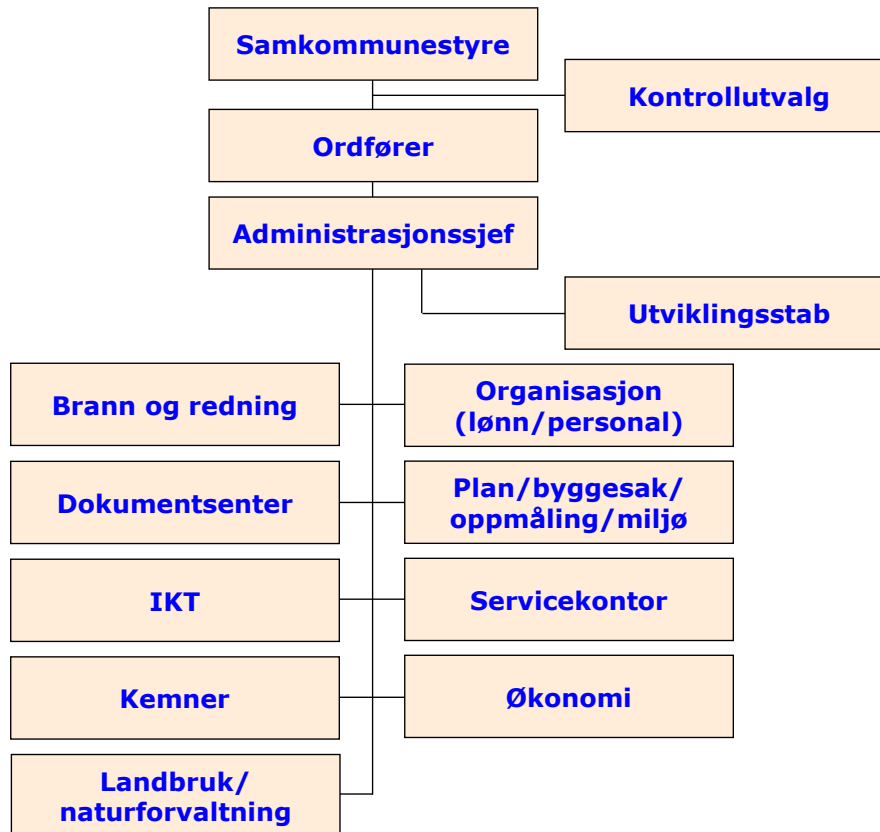 Samkommunestyre
Kontrollutvalg
Ordfører
Administrasjonssjef
Utviklingsstab
Brann og redning
Organisasjon
(lønn/personal)
Dokumentsenter
Plan/byggesak/
oppmåling/miljø
IKT
Servicekontor
Kemner
Økonomi
Landbruk/
naturforvaltning